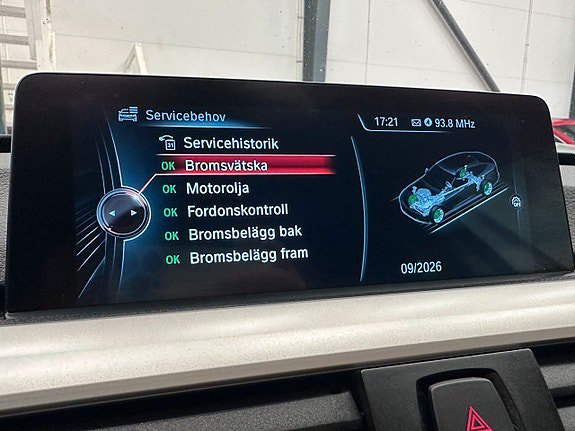 Servicebehov
17:21 93.8 MHz
31 Servicehistorik
OK Bromsvätska
OK Motorolja
OK Fordonskontroll
OK Bromsbelägg bak
OK Bromsbelägg fram
09/2026